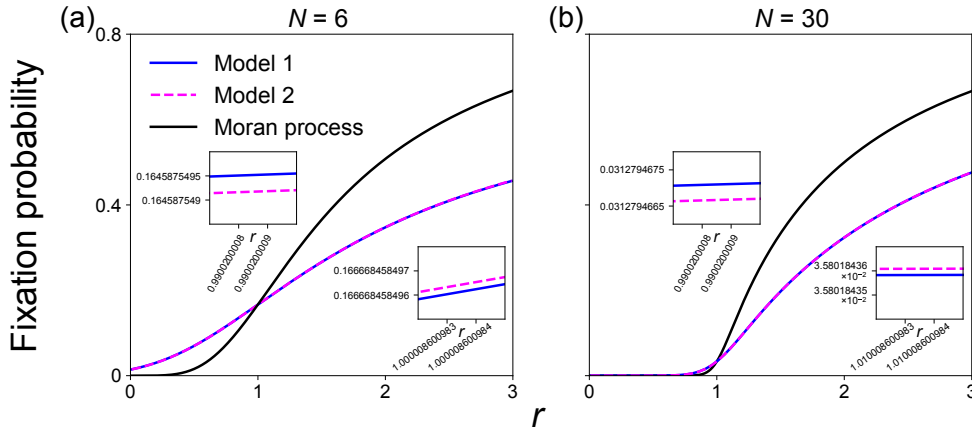 (a)
N = 6
(b)
N = 30
Fixation probability
0.8
0.4
0
Model 1
Model 2
Moran process
0.1645875495
0.164587549
r
0.9900200008
0.9900200009
0.166668458497
0.166668458496
r
1.000008600983
1.000008600984
0
1
2
3
0.0312794675
0.0312794665
r
0.9900200008
0.9900200009
3.58018436
×10⁻²
3.58018435
×10⁻²
r
1.010008600983
1.010008600984
0
1
2
3
r